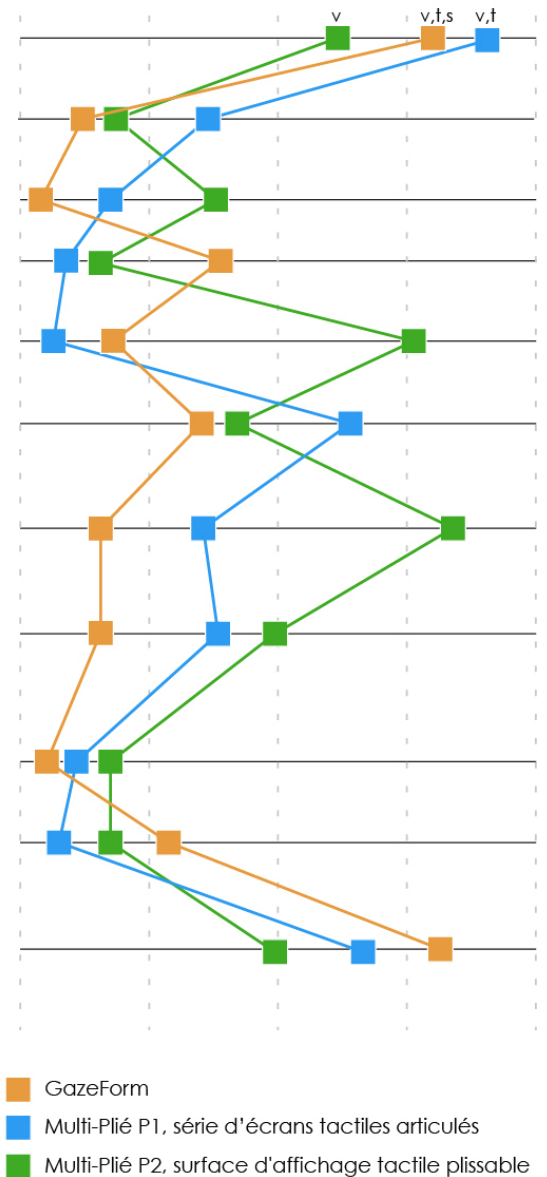 v v,t,s v,t
GazeForm
Multi-Plié P1, série d’écrans tactiles articulés
Multi-Plié P2, surface d'affichage tactile plissable